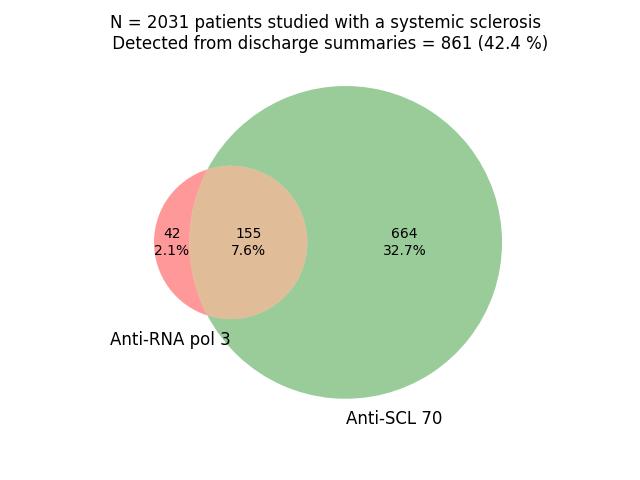 N = 2031 patients studied with a systemic sclerosis
Detected from discharge summaries = 861 (42.4 %)
42
2.1%
155
7.6%
664
32.7%
Anti-RNA pol 3
Anti-SCL 70